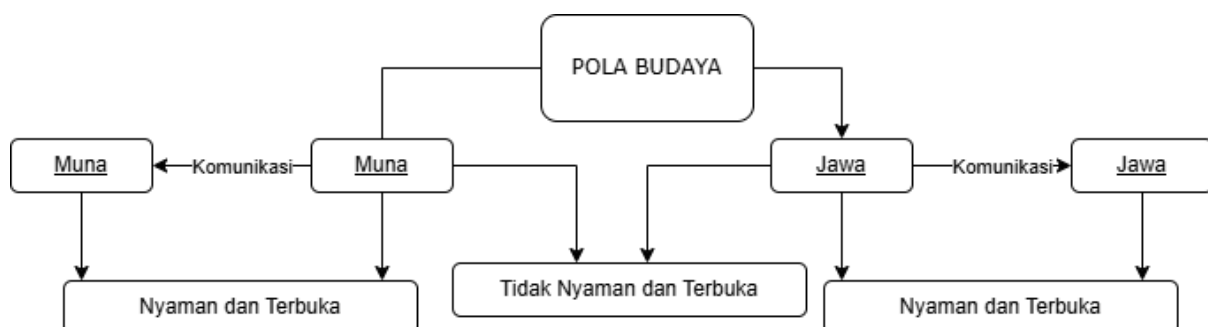 POLA BUDAYA
Muna
Komunikasi
Muna
Jawa
Komunikasi
Jawa
Nyaman dan Terbuka
Tidak Nyaman dan Terbuka
Nyaman dan Terbuka